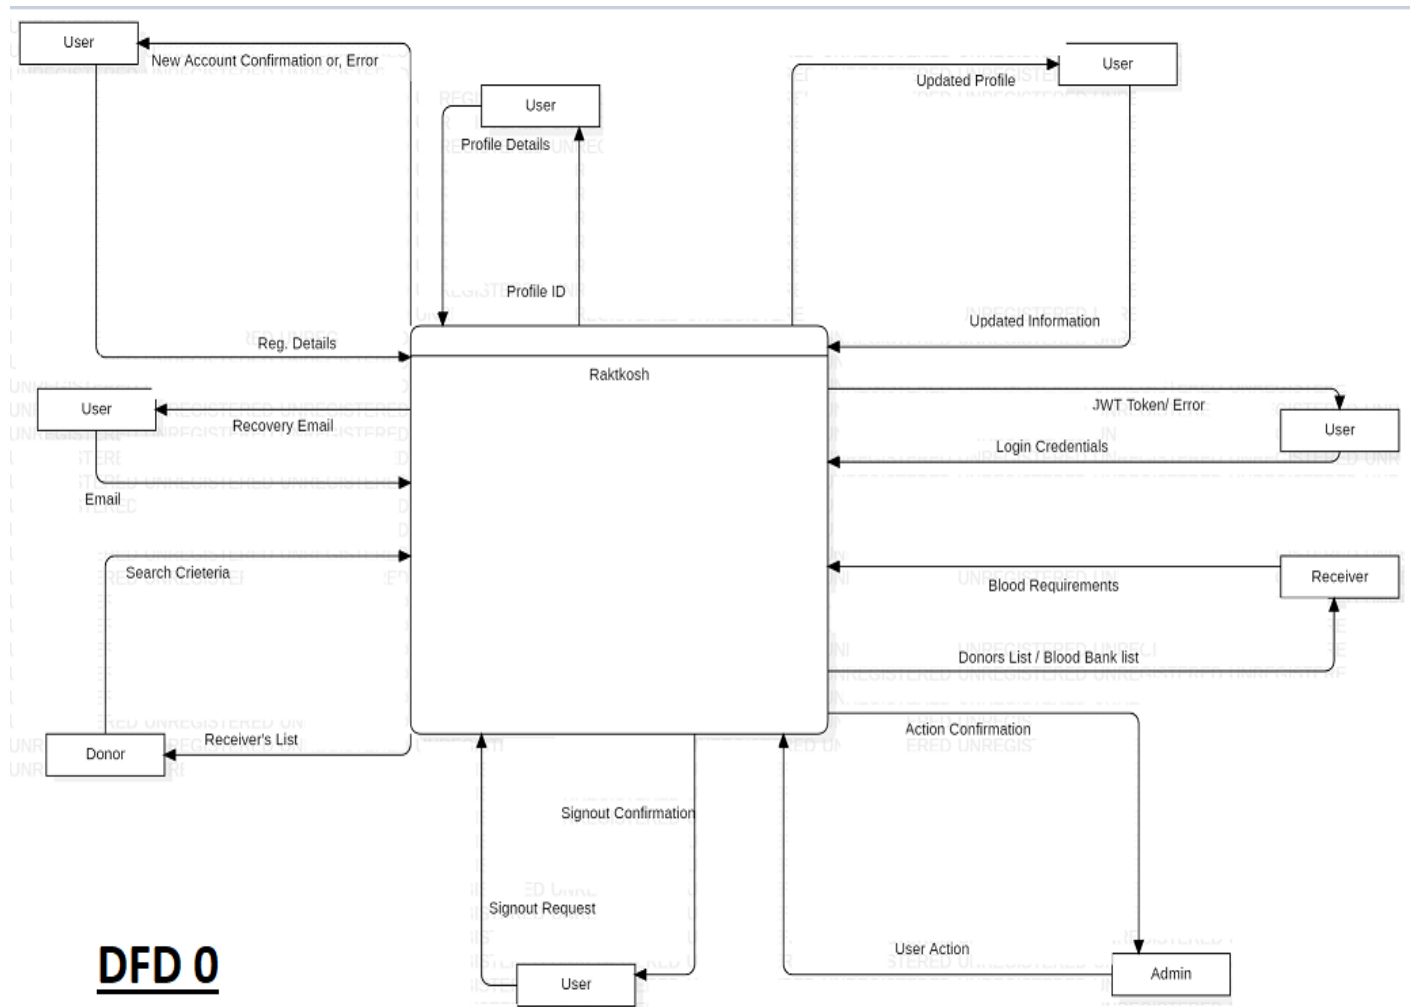 User
New Account Confirmation or, Error
User
Updated Profile
User
Profile Details
Profile ID
Updated Information
Reg. Details
Raktkosh
User
Recovery Email
JWT Token/ Error
User
Login Credentials
Email
Search Crieteria
Blood Requirements
Receiver
Donors List / Blood Bank list
Receiver's List
Donor
Action Confirmation
Signout Confirmation
Signout Request
User Action
DFD 0
User
Admin